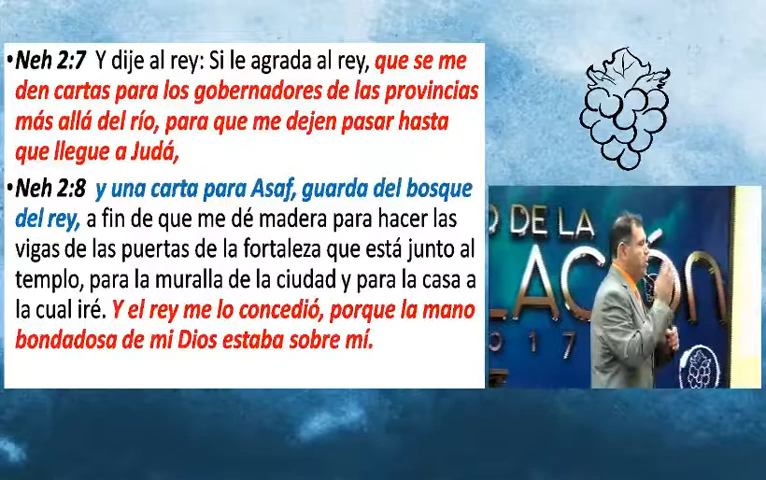 •Neh 2:7 Y dije al rey: Si le agrada al rey, que se me
den cartas para los gobernadores de las provincias
más allá del río, para que me dejen pasar hasta
que llegue a Judá,
•Neh 2:8 y una carta para Asaf, guarda del bosque
del rey, a fin de que me dé madera para hacer las
vigas de las puertas de la fortaleza que está junto al
templo, para la muralla de la ciudad y para la casa a
la cual iré. Y el rey me lo concedió, porque la mano
bondadosa de mi Dios estaba sobre mí.
O DE LA
LACIÓN
017